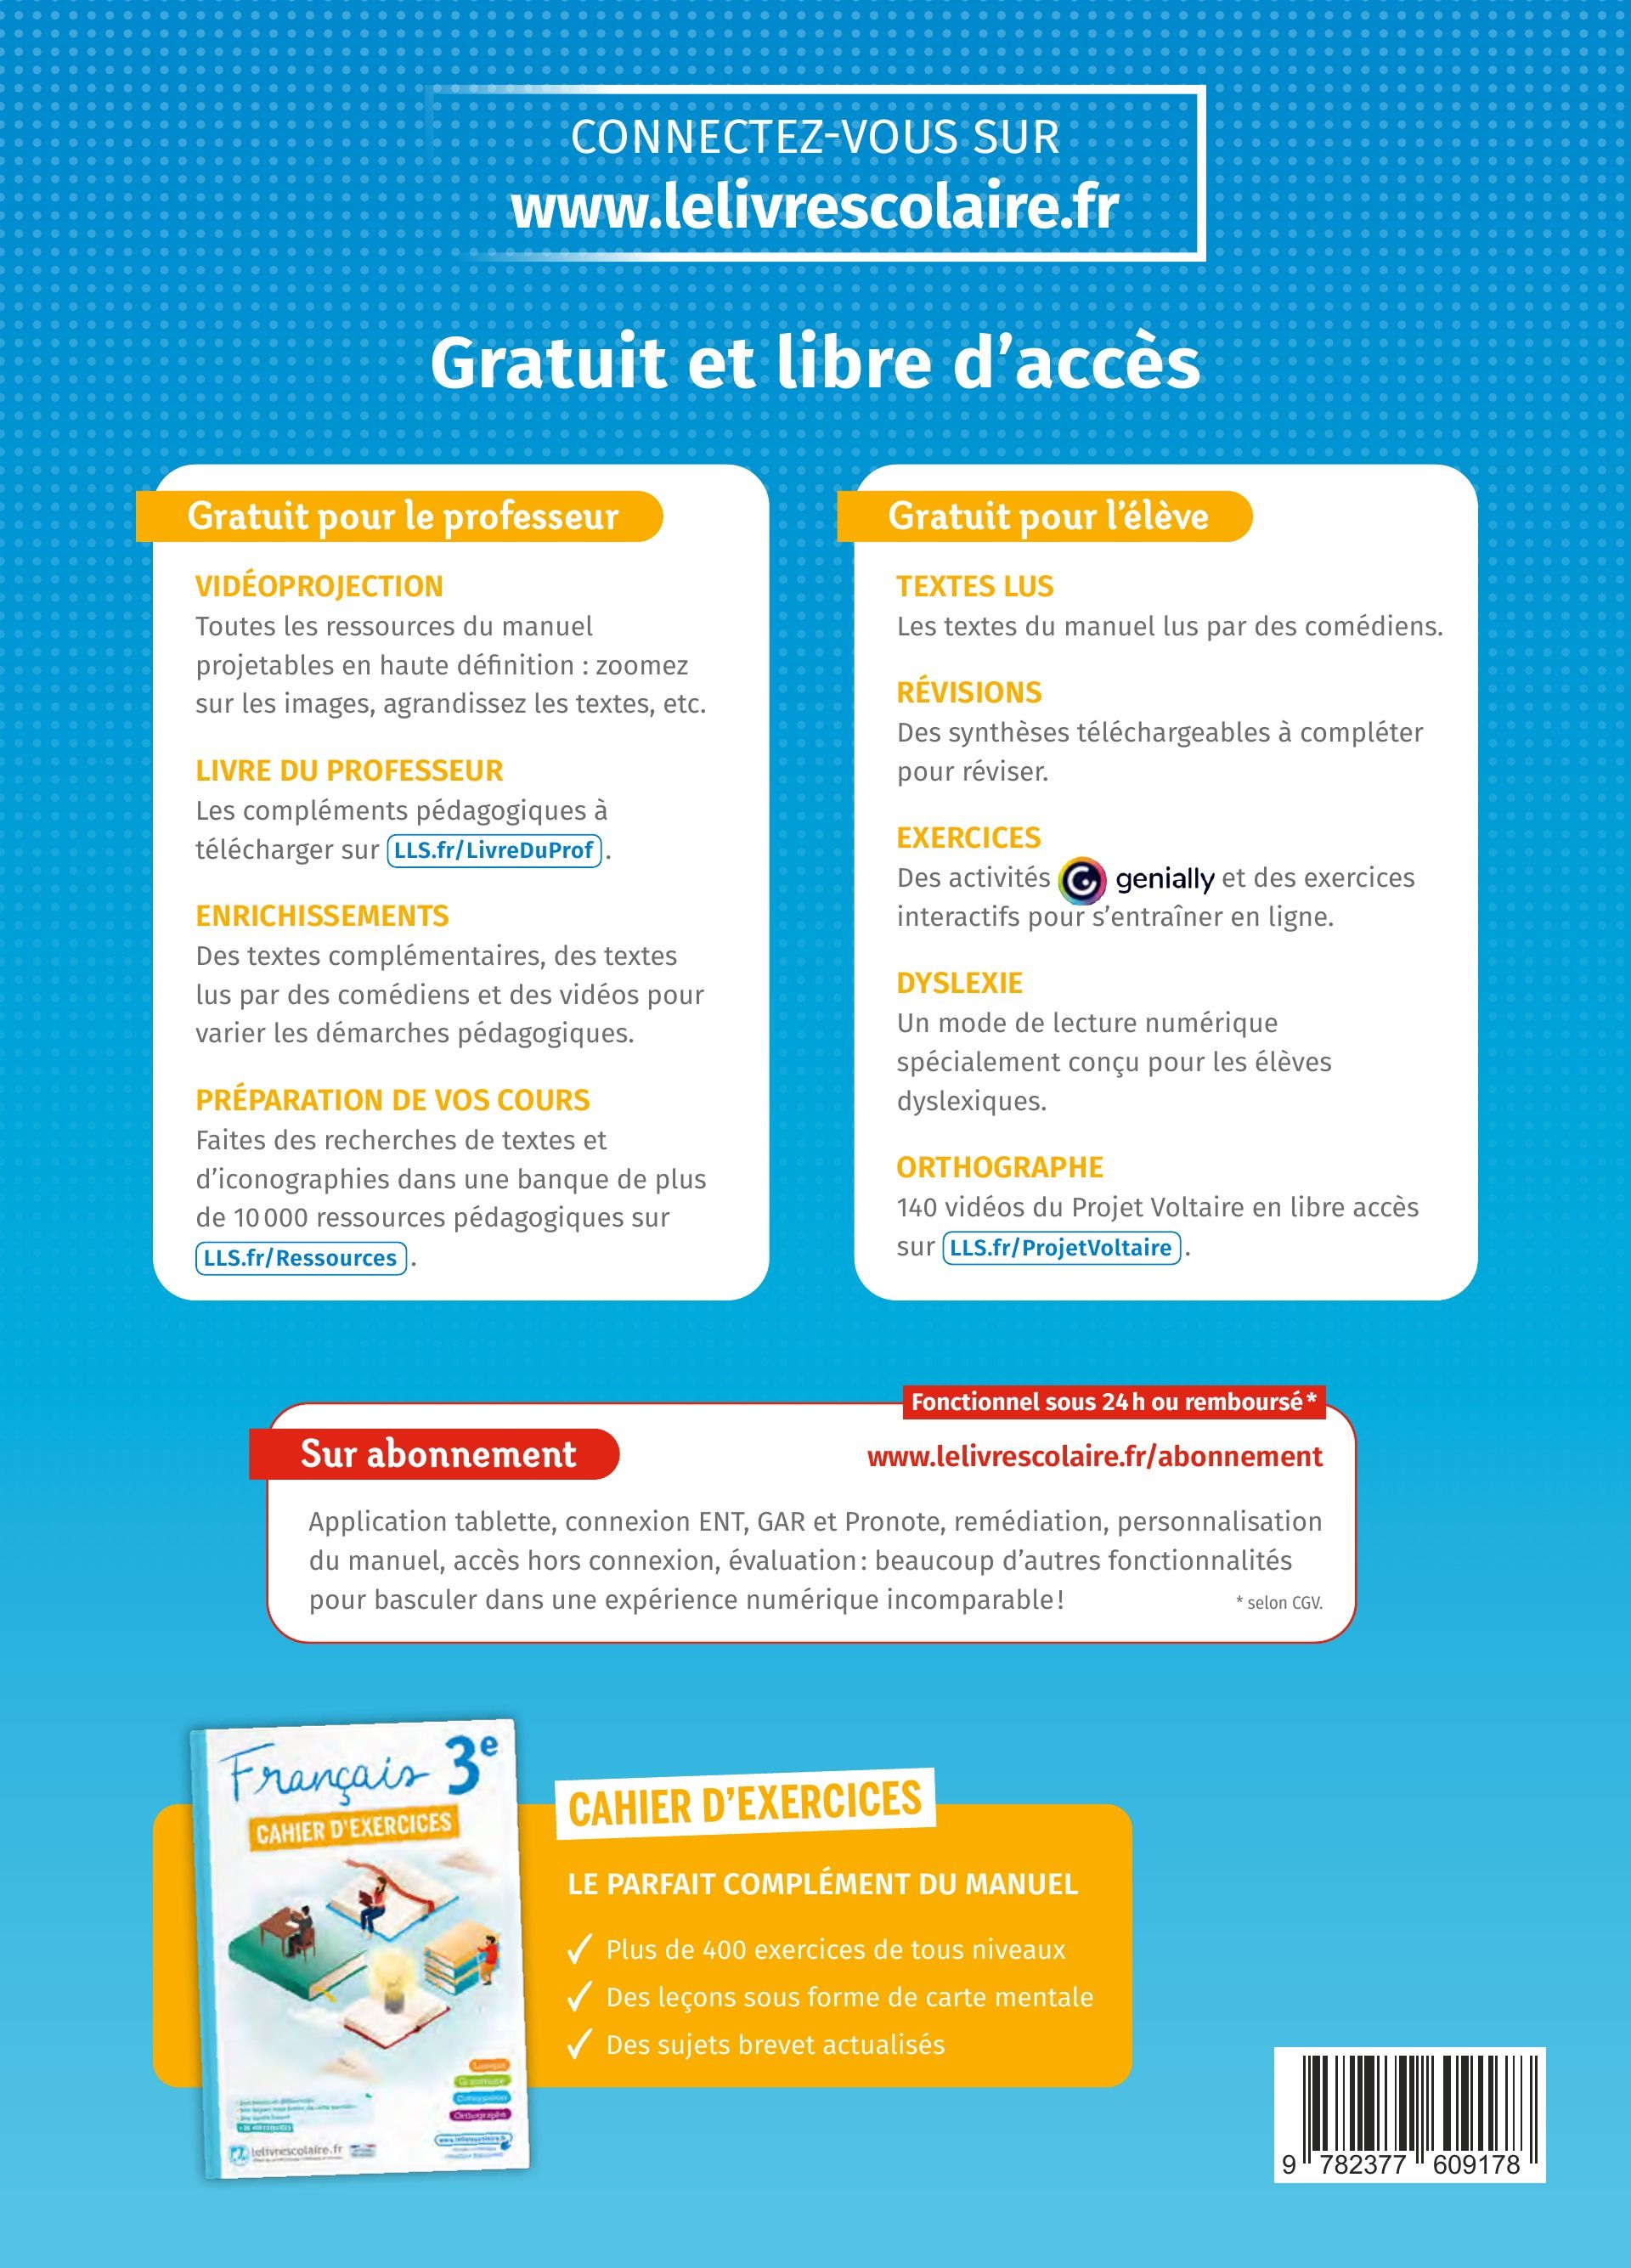 CONNECTEZ-VOUS SUR
www.lelivrescolaire.fr
Gratuit et libre d’accès
Gratuit pour le professeur
VIDÉOPROJECTION
Toutes les ressources du manuel
projetables en haute définition : zoomez
sur les images, agrandissez les textes, etc.
LIVRE DU PROFESSEUR
Les compléments pédagogiques à
télécharger sur LLS.fr/LivreDuProf .
ENRICHISSEMENTS
Des textes complémentaires, des textes
lus par des comédiens et des vidéos pour
varier les démarches pédagogiques.
PRÉPARATION DE VOS COURS
Faites des recherches de textes et
d’iconographies dans une banque de plus
de 10 000 ressources pédagogiques sur
LLS.fr/Ressources .
Gratuit pour l’élève
TEXTES LUS
Les textes du manuel lus par des comédiens.
RÉVISIONS
Des synthèses téléchargeables à compléter
pour réviser.
EXERCICES
Des activités genially et des exercices
interactifs pour s’entraîner en ligne.
DYSLEXIE
Un mode de lecture numérique
spécialement conçu pour les élèves
dyslexiques.
ORTHOGRAPHE
140 vidéos du Projet Voltaire en libre accès
sur LLS.fr/ProjetVoltaire .
Fonctionnel sous 24 h ou remboursé *
Sur abonnement
www.lelivrescolaire.fr/abonnement
Application tablette, connexion ENT, GAR et Pronote, remédiation, personnalisation
du manuel, accès hors connexion, évaluation : beaucoup d’autres fonctionnalités
pour basculer dans une expérience numérique incomparable !
* selon CGV.
Français 3e
CAHIER D’EXERCICES
Grammaire
Orthographe
lelivrescolaire.fr
CAHIER D’EXERCICES
LE PARFAIT COMPLÉMENT DU MANUEL
Plus de 400 exercices de tous niveaux
Des leçons sous forme de carte mentale
Des sujets brevet actualisés
9 782377 609178